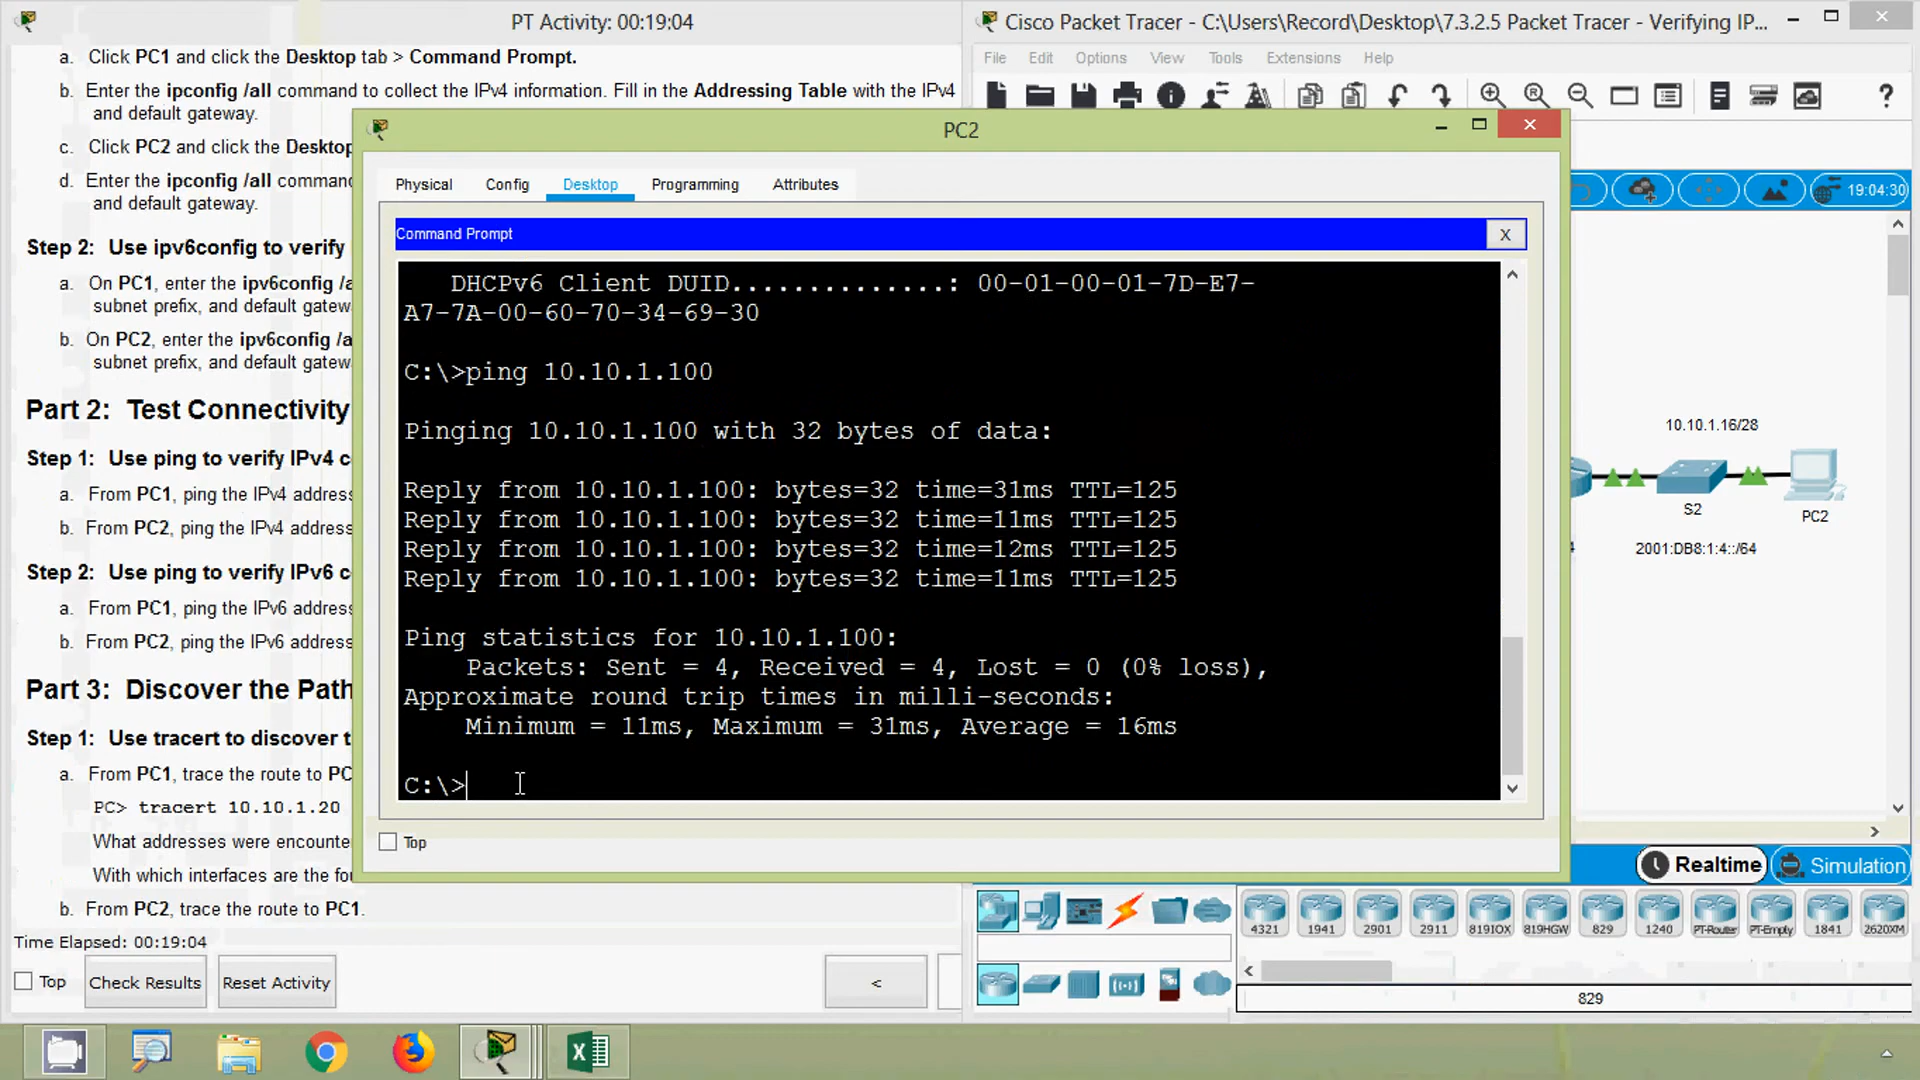 PT Activity: 00:19:04
a. Click PC1 and click the Desktop tab > Command Prompt.
b. Enter the ipconfig /all command to collect the IPv4 information. Fill in the Addressing Table with the IPv4
and default gateway.
c. Click PC2 and click the Desktop
d. Enter the ipconfig /all command
and default gateway.
Step 2: Use ipv6config to verify
a. On PC1, enter the ipv6config /a
subnet prefix, and default gatew
b. On PC2, enter the ipv6config /a
subnet prefix, and default gatew
Part 2: Test Connectivity
Step 1: Use ping to verify IPv4 c
a. From PC1, ping the IPv4 address
b. From PC2, ping the IPv4 address
Step 2: Use ping to verify IPv6 c
a. From PC1, ping the IPv6 address
b. From PC2, ping the IPv6 address
Part 3: Discover the Path
Step 1: Use tracert to discover t
a. From PC1, trace the route to PC
PC> tracert 10.10.1.20
What addresses were encounte
With which interfaces are the fou
b. From PC2, trace the route to PC1.
Time Elapsed: 00:19:04
Top
Check Results
Reset Activity
<
Cisco Packet Tracer - C:\Users\Record\Desktop\7.3.2.5 Packet Tracer - Verifying IP...
File Edit Options View Tools Extensions Help
19:04:30
10.10.1.16/28
S2
PC2
2001:DB8:1:4::/64
4
PC2
Physical Config Desktop Programming Attributes
Command Prompt
X
DHCPv6 Client DUID..............: 00-01-00-01-7D-E7-
A7-7A-00-60-70-34-69-30
C:\>ping 10.10.1.100
Pinging 10.10.1.100 with 32 bytes of data:
Reply from 10.10.1.100: bytes=32 time=31ms TTL=125
Reply from 10.10.1.100: bytes=32 time=11ms TTL=125
Reply from 10.10.1.100: bytes=32 time=12ms TTL=125
Reply from 10.10.1.100: bytes=32 time=11ms TTL=125
Ping statistics for 10.10.1.100:
Packets: Sent = 4, Received = 4, Lost = 0 (0% loss),
Approximate round trip times in milli-seconds:
Minimum = 11ms, Maximum = 31ms, Average = 16ms
C:\>
Top
Realtime
Simulation
4321 1941 2901 2911 819IOX 819HGW 829 1240 PT-Router PT-Empty 1841 2620XM
829